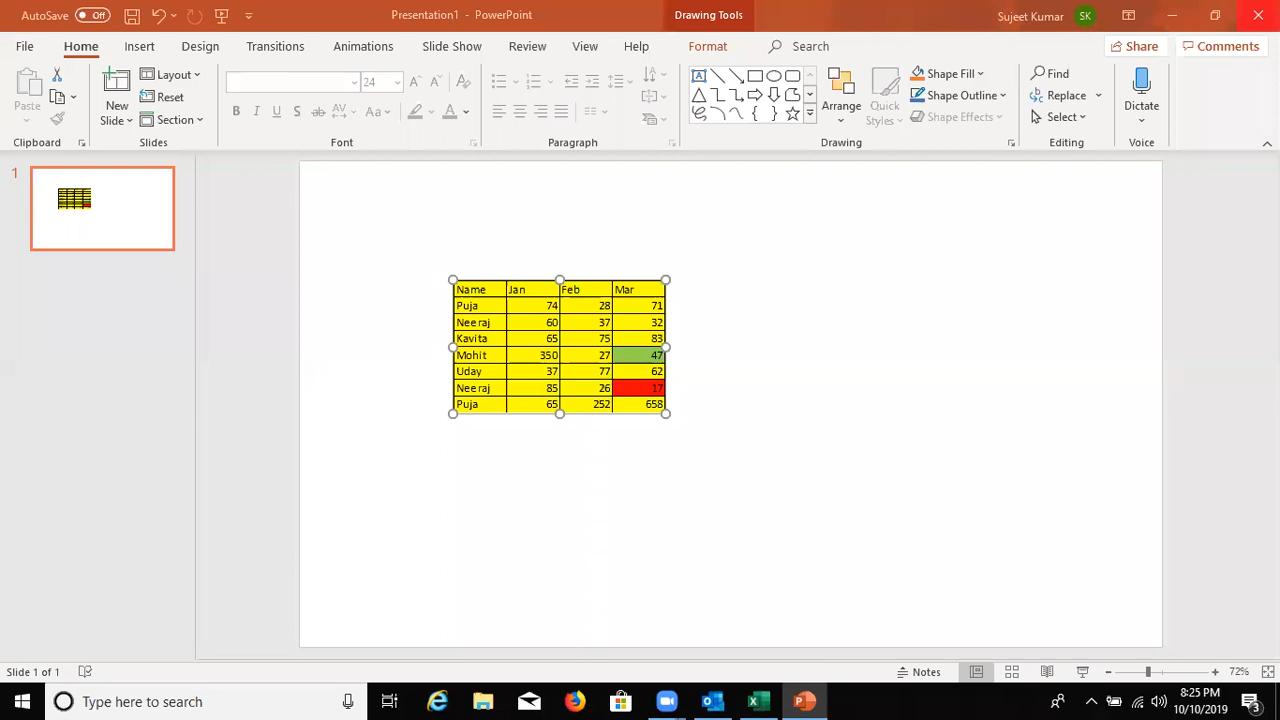 AutoSave Off Presentation1 - PowerPoint Drawing Tools Sujeet Kumar SK
File Home Insert Design Transitions Animations Slide Show Review View Help Format Search Share Comments
Paste
Clipboard
New Slide
Layout
Reset
Section
Slides
24
B I U S ab AV Aa A A
Font
Paragraph
Arrange
Quick Styles
Shape Fill
Shape Outline
Shape Effects
Drawing
Find
Replace
Select
Editing
Dictate
Voice
1
Name Jan Feb Mar
Puja 74 28 71
Neeraj 60 37 32
Kavita 65 75 83
Mohit 350 27 47
Uday 37 77 62
Neeraj 85 26 17
Puja 65 252 658
Slide 1 of 1 Notes 72%
Type here to search
8:25 PM
10/10/2019
3